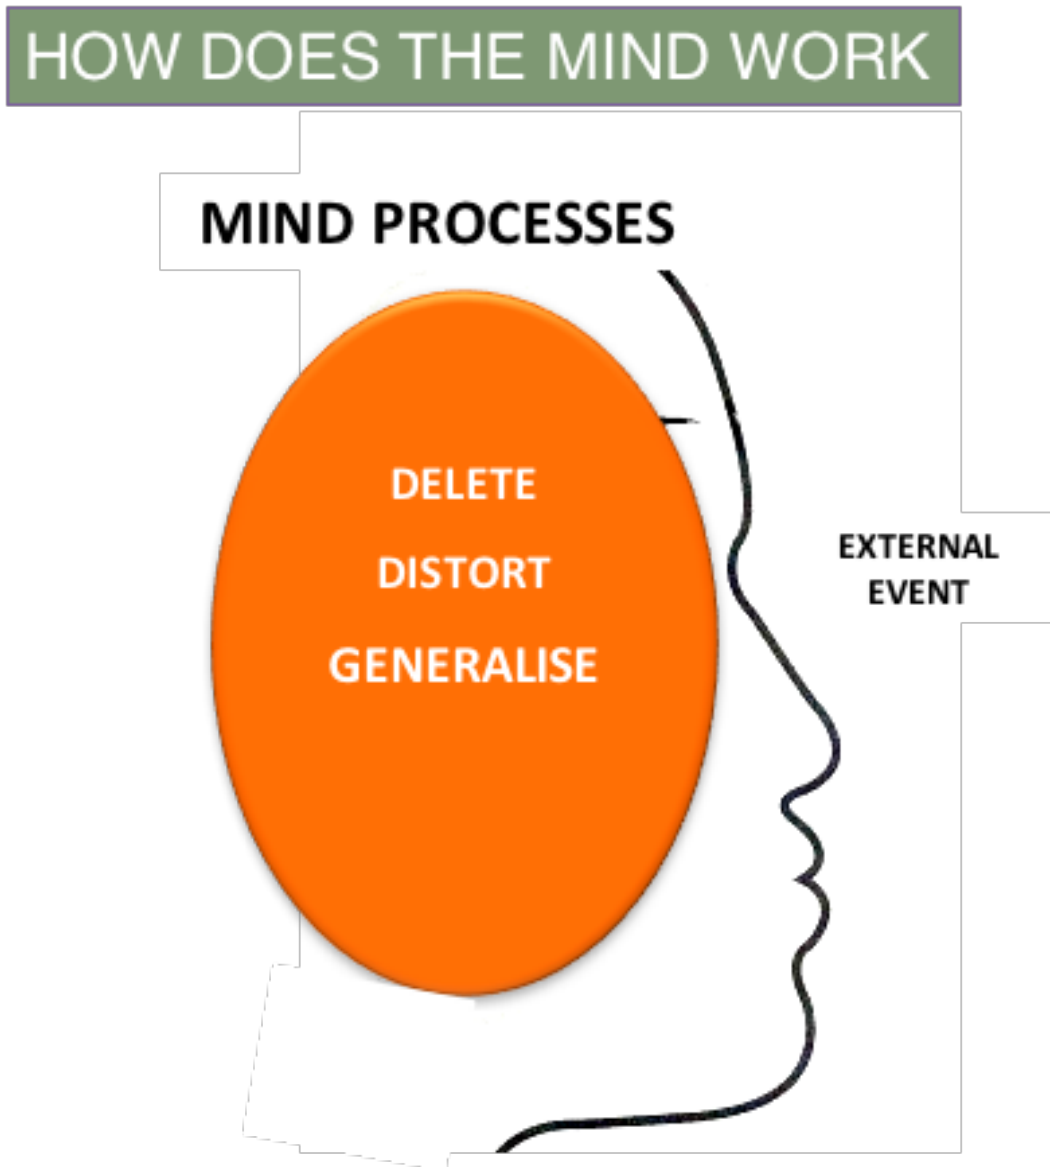 HOW DOES THE MIND WORK
MIND PROCESSES
DELETE
DISTORT
GENERALISE
EXTERNAL
EVENT